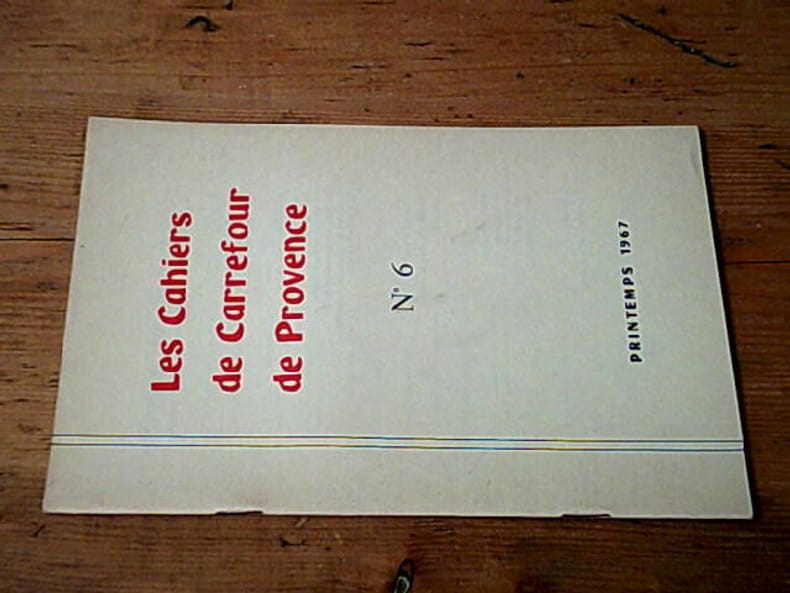 Les Cahiers
de Carrefour
de Provence
N° 6
PRINTEMPS 1967